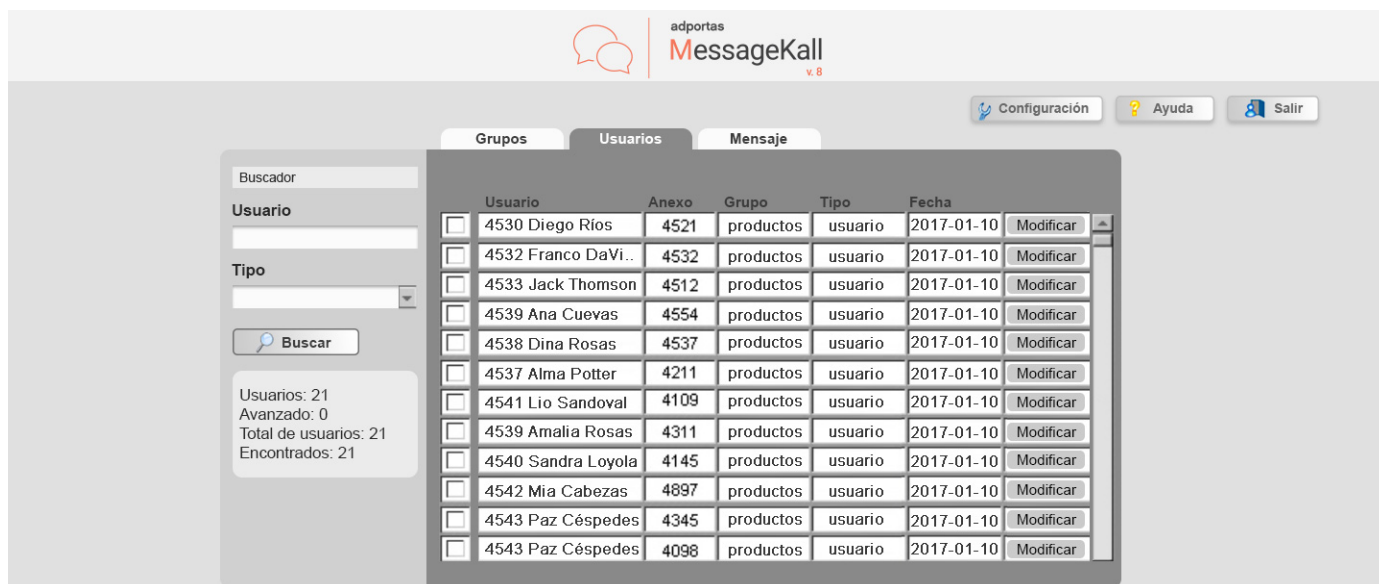 adportas
MessageKall
v. 8
Configuración
Ayuda
Salir
Grupos Usuarios Mensaje
Buscador
Usuario
Tipo
Buscar
Usuarios: 21
Avanzado: 0
Total de usuarios: 21
Encontrados: 21
Usuario Anexo Grupo Tipo Fecha
4530 Diego Ríos 4521 productos usuario 2017-01-10 Modificar
4532 Franco DaVi.. 4532 productos usuario 2017-01-10 Modificar
4533 Jack Thomson 4512 productos usuario 2017-01-10 Modificar
4539 Ana Cuevas 4554 productos usuario 2017-01-10 Modificar
4538 Dina Rosas 4537 productos usuario 2017-01-10 Modificar
4537 Alma Potter 4211 productos usuario 2017-01-10 Modificar
4541 Lio Sandoval 4109 productos usuario 2017-01-10 Modificar
4539 Amalia Rosas 4311 productos usuario 2017-01-10 Modificar
4540 Sandra Loyola 4145 productos usuario 2017-01-10 Modificar
4542 Mia Cabezas 4897 productos usuario 2017-01-10 Modificar
4543 Paz Céspedes 4345 productos usuario 2017-01-10 Modificar
4543 Paz Céspedes 4098 productos usuario 2017-01-10 Modificar